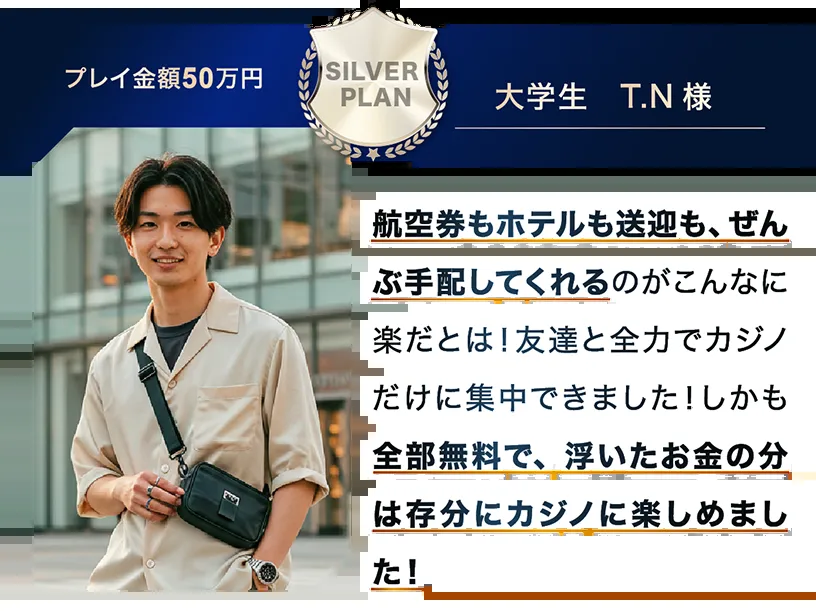 プレイ金額50万円
SILVER
PLAN
大学生 T.N 様
航空券もホテルも送迎も、ぜん
ぶ手配してくれるのがこんなに
楽だとは！友達と全力でカジノ
だけに集中できました！しかも
全部無料で、浮いたお金の分
は存分にカジノに楽しめまし
た！